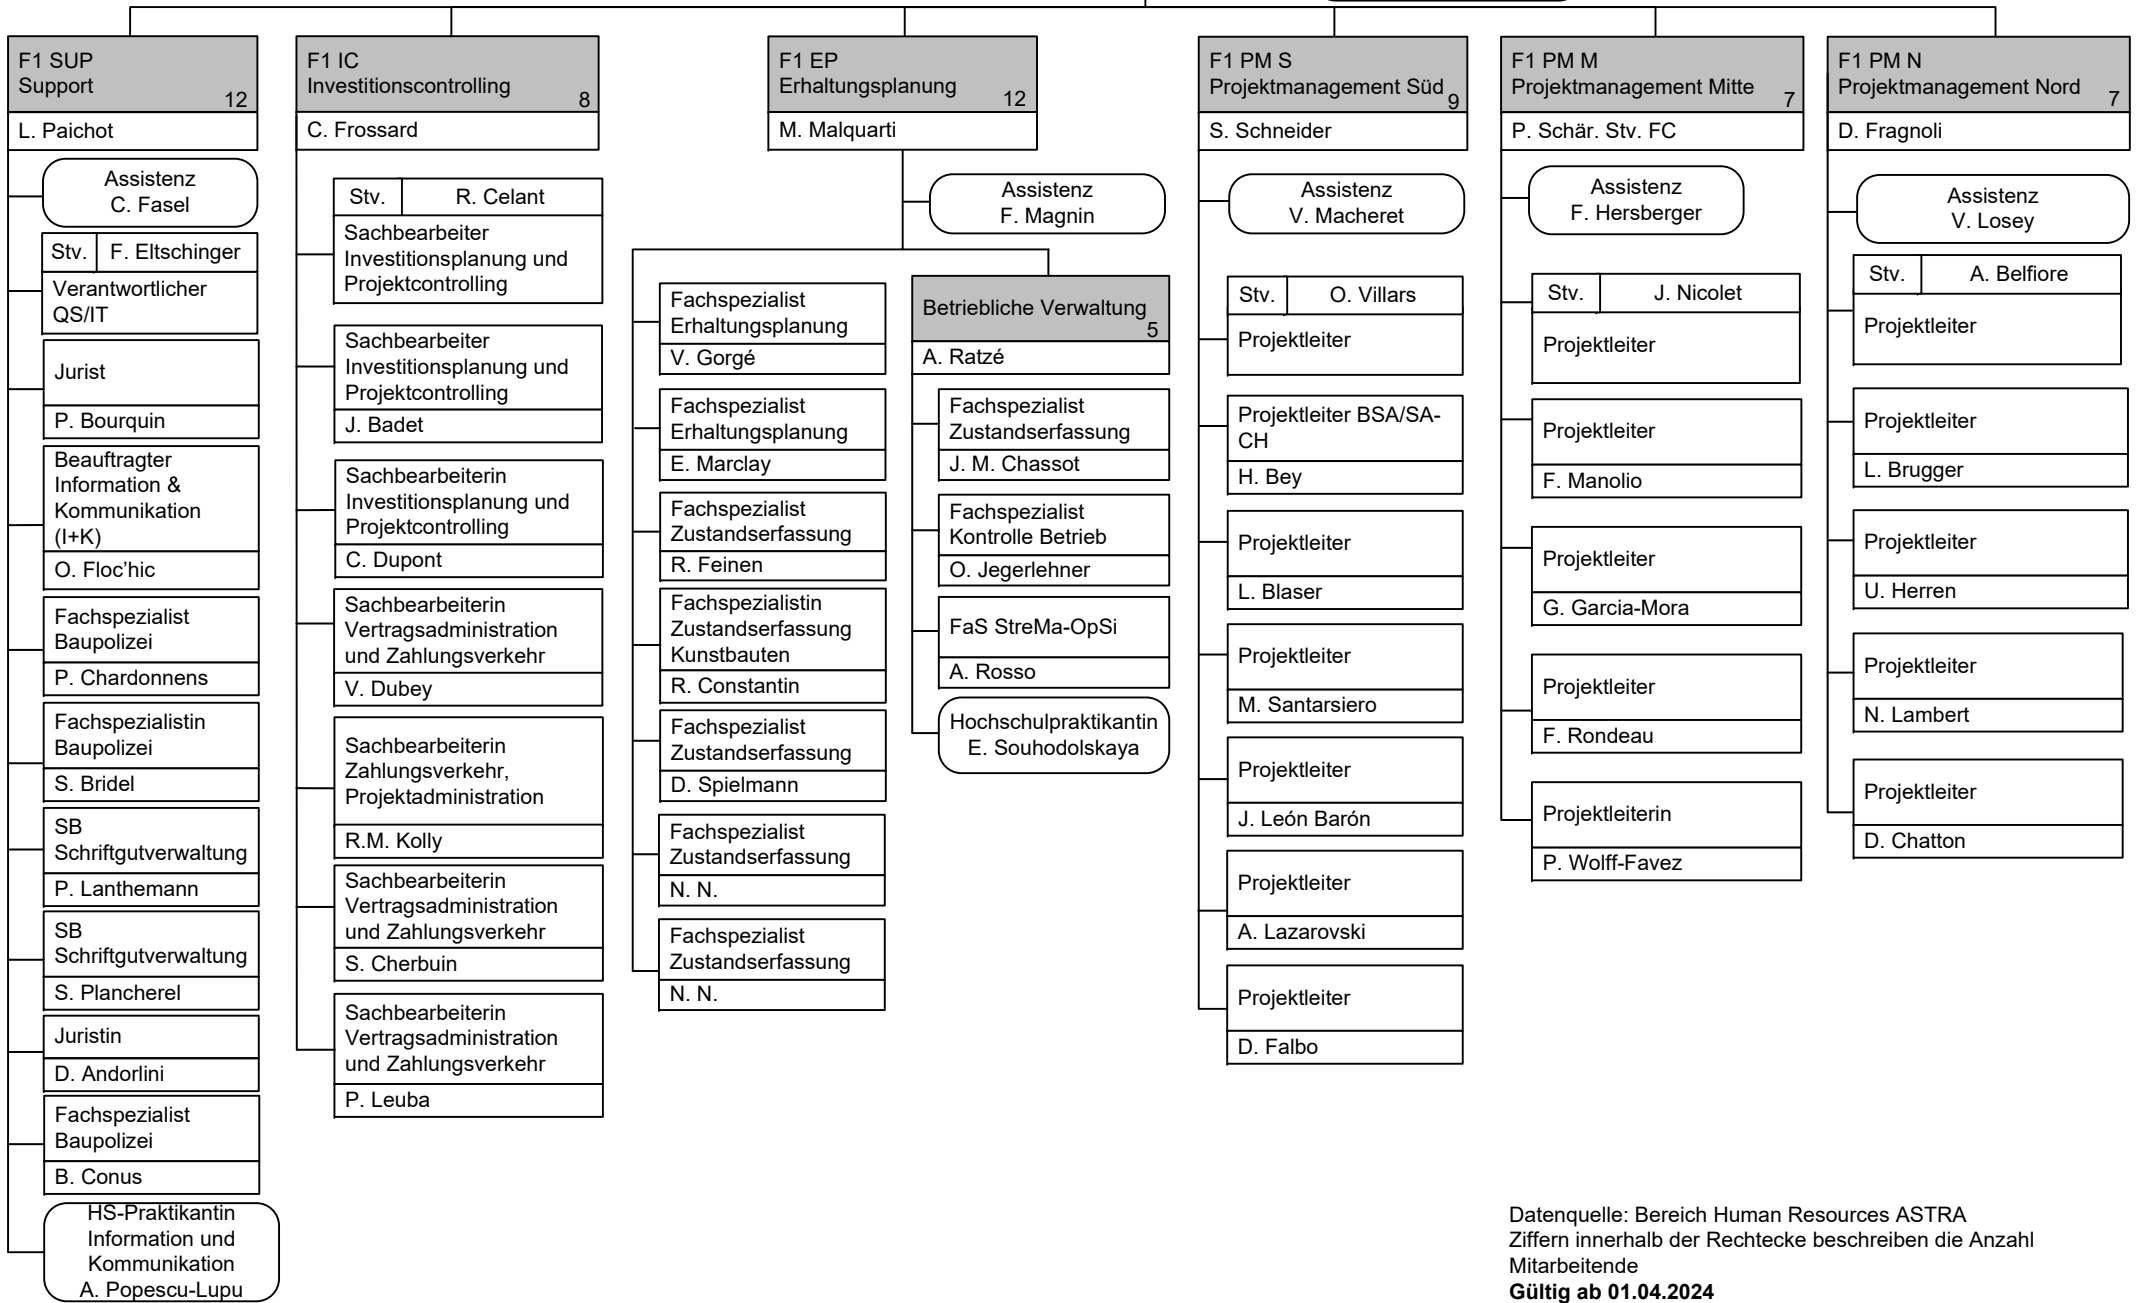 F1 SUP
Support
12
L. Paichot
Assistenz
C. Fasel
Stv.
F. Eltschinger
Verantwortlicher
QS/IT
Jurist
P. Bourquin
Beauftragter
Information &
Kommunikation
(I+K)
O. Floc’hic
Fachspezialist
Baupolizei
P. Chardonnens
Fachspezialistin
Baupolizei
S. Bridel
SB
Schriftgutverwaltung
P. Lanthemann
SB
Schriftgutverwaltung
S. Plancherel
Juristin
D. Andorlini
Fachspezialist
Baupolizei
B. Conus
HS-Praktikantin
Information und
Kommunikation
A. Popescu-Lupu
F1 IC
Investitionscontrolling
8
C. Frossard
Stv.
R. Celant
Sachbearbeiter
Investitionsplanung und
Projektcontrolling
Sachbearbeiter
Investitionsplanung und
Projektcontrolling
J. Badet
Sachbearbeiterin
Investitionsplanung und
Projektcontrolling
C. Dupont
Sachbearbeiterin
Vertragsadministration
und Zahlungsverkehr
V. Dubey
Sachbearbeiterin
Zahlungsverkehr,
Projektadministration
R.M. Kolly
Sachbearbeiterin
Vertragsadministration
und Zahlungsverkehr
S. Cherbuin
Sachbearbeiterin
Vertragsadministration
und Zahlungsverkehr
P. Leuba
F1 EP
Erhaltungsplanung
12
M. Malquarti
Assistenz
F. Magnin
Fachspezialist
Erhaltungsplanung
V. Gorgé
Fachspezialist
Erhaltungsplanung
E. Marclay
Fachspezialist
Zustandserfassung
R. Feinen
Fachspezialistin
Zustandserfassung
Kunstbauten
R. Constantin
Fachspezialist
Zustandserfassung
D. Spielmann
Fachspezialist
Zustandserfassung
N. N.
Fachspezialist
Zustandserfassung
N. N.
Betriebliche Verwaltung
5
A. Ratzé
Fachspezialist
Zustandserfassung
J. M. Chassot
Fachspezialist
Kontrolle Betrieb
O. Jegerlehner
FaS StreMa-OpSi
A. Rosso
Hochschulpraktikantin
E. Souhodolskaya
F1 PM S
Projektmanagement Süd
9
S. Schneider
Assistenz
V. Macheret
Stv.
O. Villars
Projektleiter
Projektleiter BSA/SA-
CH
H. Bey
Projektleiter
L. Blaser
Projektleiter
M. Santarsiero
Projektleiter
J. León Barón
Projektleiter
A. Lazarovski
Projektleiter
D. Falbo
F1 PM M
Projektmanagement Mitte
7
P. Schär. Stv. FC
Assistenz
F. Hersberger
Stv.
J. Nicolet
Projektleiter
Projektleiter
F. Manolio
Projektleiter
G. Garcia-Mora
Projektleiter
F. Rondeau
Projektleiterin
P. Wolff-Favez
F1 PM N
Projektmanagement Nord
7
D. Fragnoli
Assistenz
V. Losey
Stv.
A. Belfiore
Projektleiter
Projektleiter
L. Brugger
Projektleiter
U. Herren
Projektleiter
N. Lambert
Projektleiter
D. Chatton
Datenquelle: Bereich Human Resources ASTRA
Ziffern innerhalb der Rechtecke beschreiben die Anzahl
Mitarbeitende
Gültig ab 01.04.2024